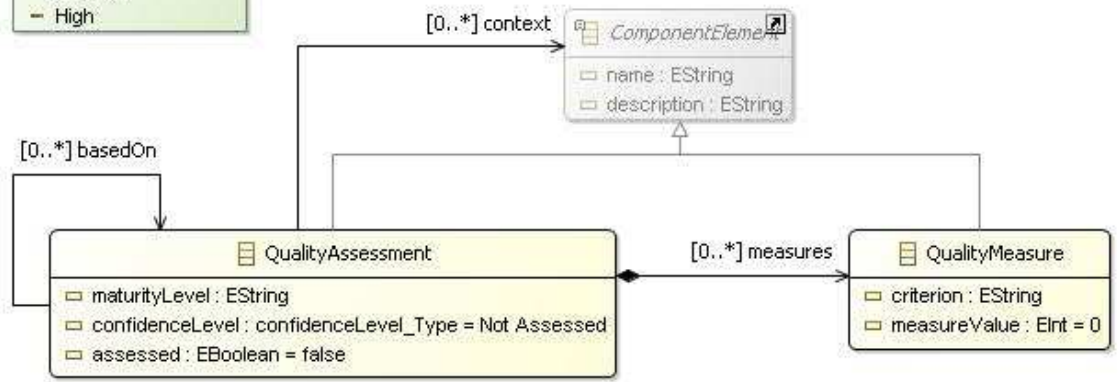 High
[0..*] context
ComponentElement
name : EString
description : EString
[0..*] basedOn
QualityAssessment
maturityLevel : EString
confidenceLevel : confidenceLevel_Type = Not Assessed
assessed : EBoolean = false
[0..*] measures
QualityMeasure
criterion : EString
measureValue : EInt = 0